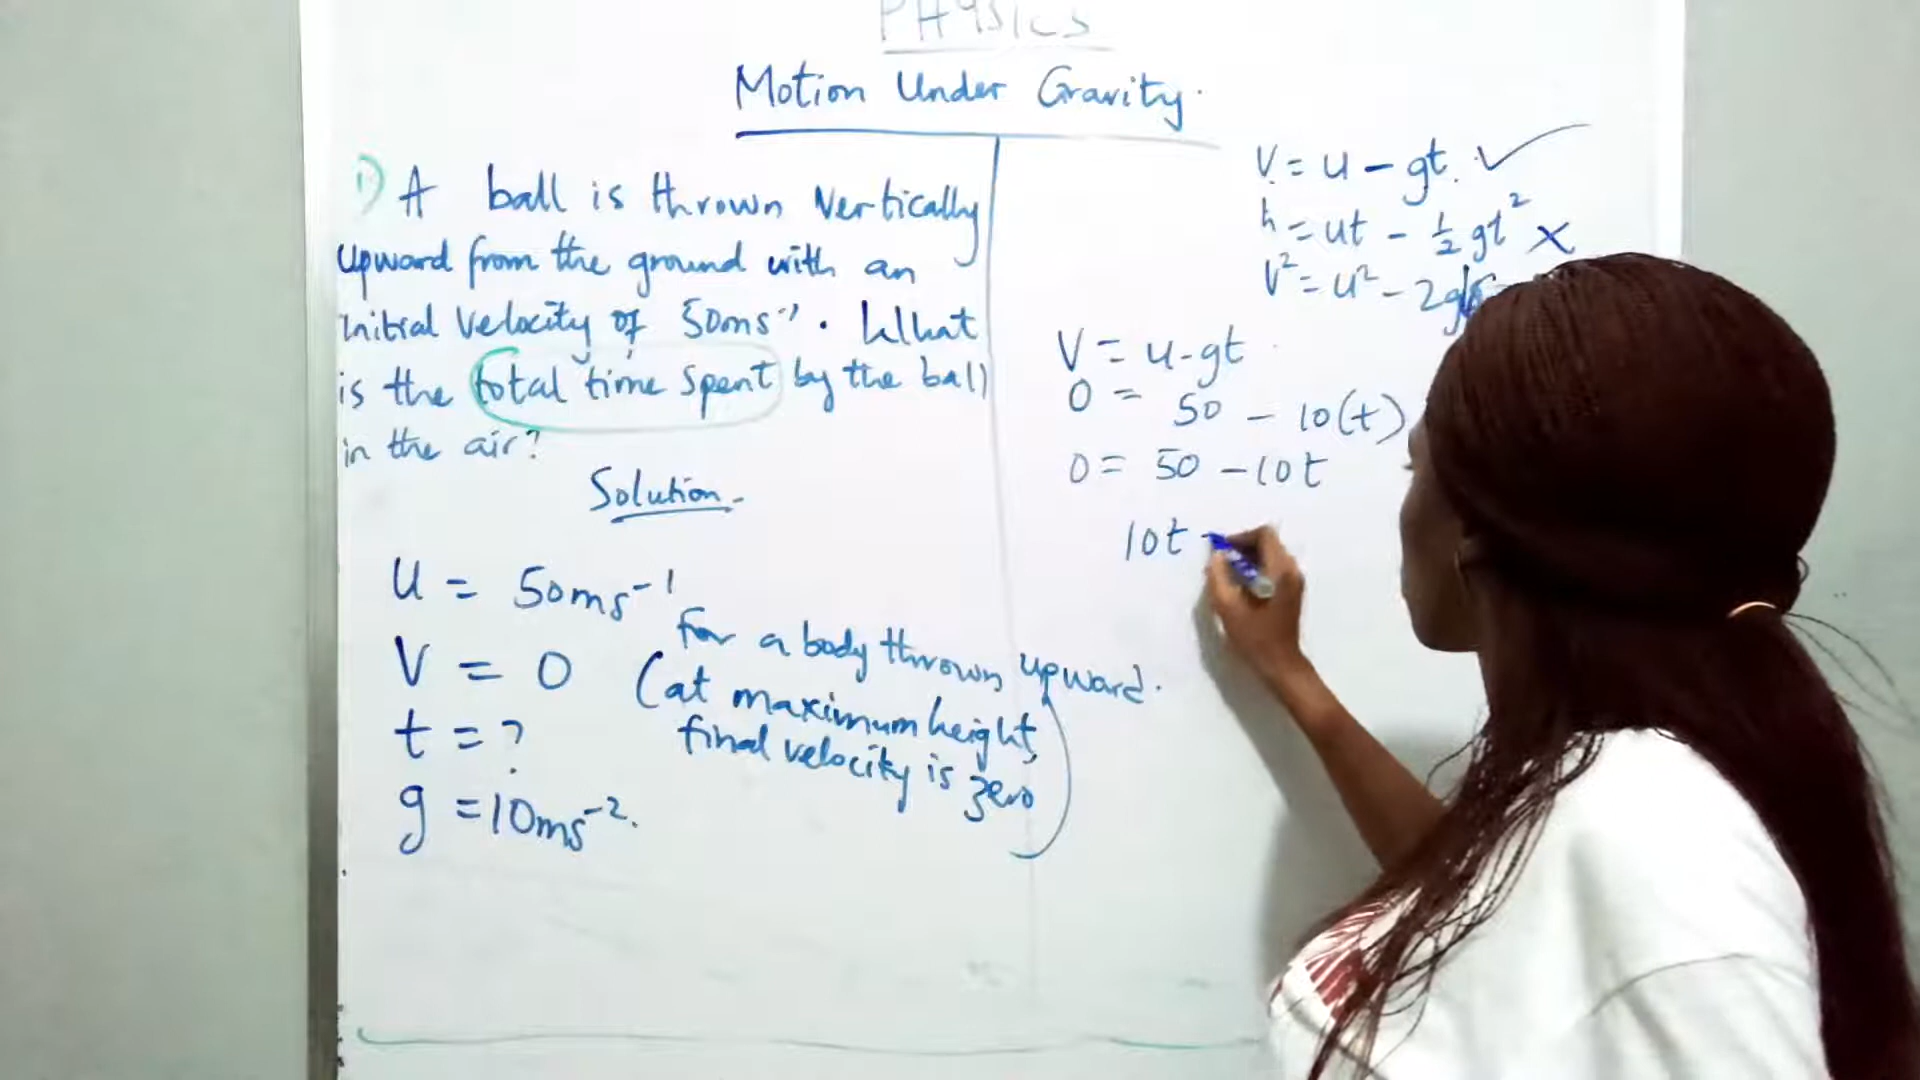 PHYSICS
Motion Under Gravity.
1) A ball is thrown vertically
upward from the ground with an
initial velocity of 50ms⁻¹. What
is the total time spent by the ball
in the air?
Solution
u = 50ms⁻¹
V = 0 for a body thrown upward.
(at maximum height,
final velocity is zero)
t = ?
g = 10ms⁻².
V = u - gt ✓
h = ut - ½ gt² X
V² = u² - 2g
V = u - gt
0 = 50 - 10(t)
0 = 50 - 10t
10t